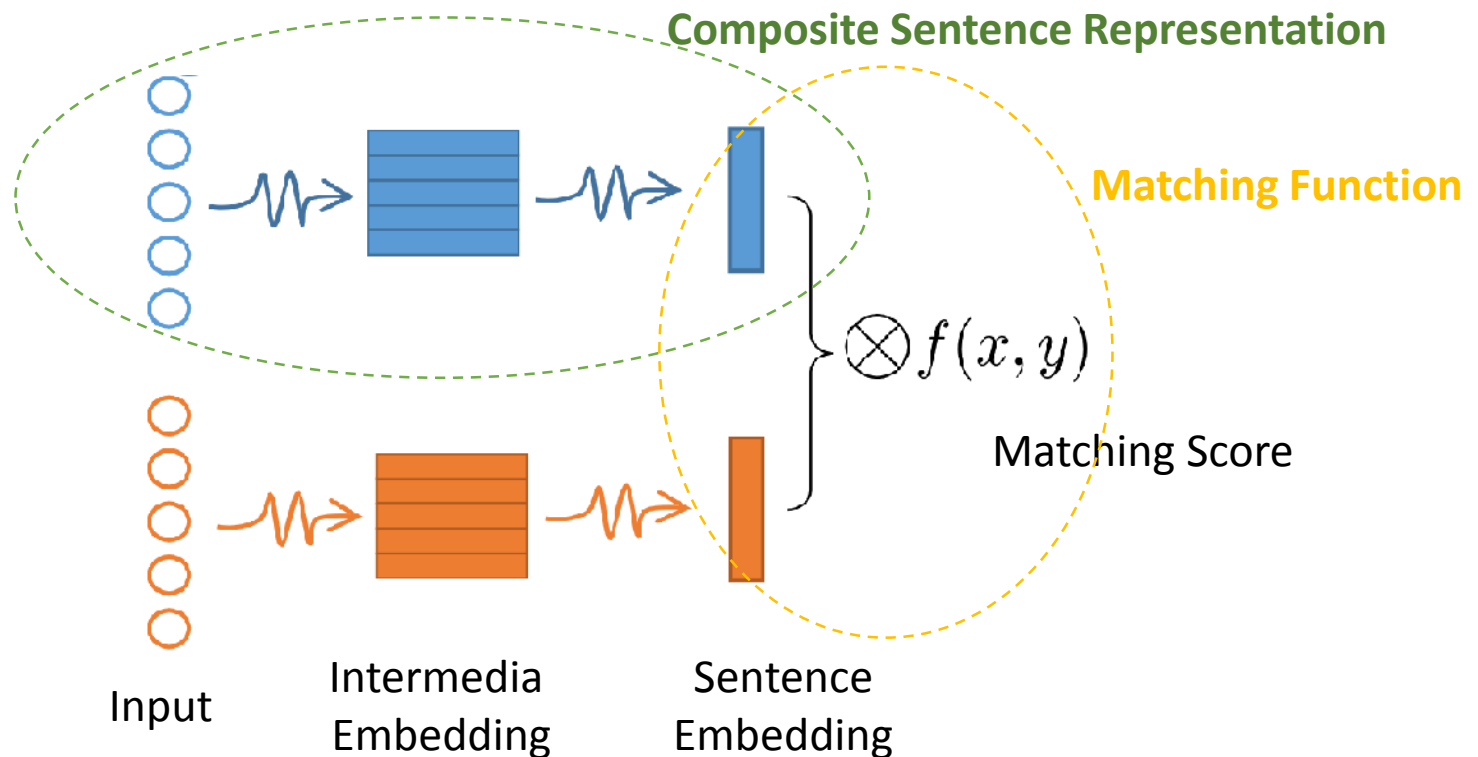 Composite Sentence Representation
Matching Function
⊗f(x, y)
Matching Score
Input
Intermedia
Embedding
Sentence
Embedding